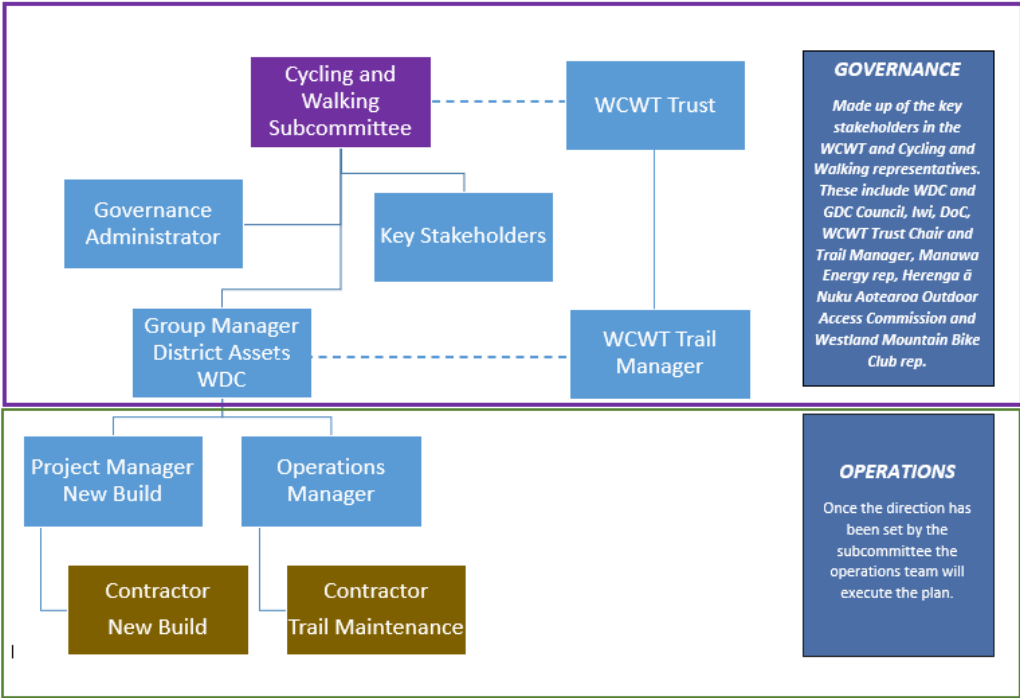 Cycling and
Walking
Subcommittee
WCWT Trust
Governance
Administrator
Key Stakeholders
Group Manager
District Assets
WDC
WCWT Trail
Manager
GOVERNANCE
Made up of the key
stakeholders in the
WCWT and Cycling and
Walking representatives.
These include WDC and
GDC Council, Iwi, DoC,
WCWT Trust Chair and
Trail Manager, Manawa
Energy rep, Herenga ā
Nuku Aotearoa Outdoor
Access Commission and
Westland Mountain Bike
Club rep.
Project Manager
New Build
Operations
Manager
Contractor
New Build
Contractor
Trail Maintenance
OPERATIONS
Once the direction has
been set by the
subcommittee the
operations team will
execute the plan.